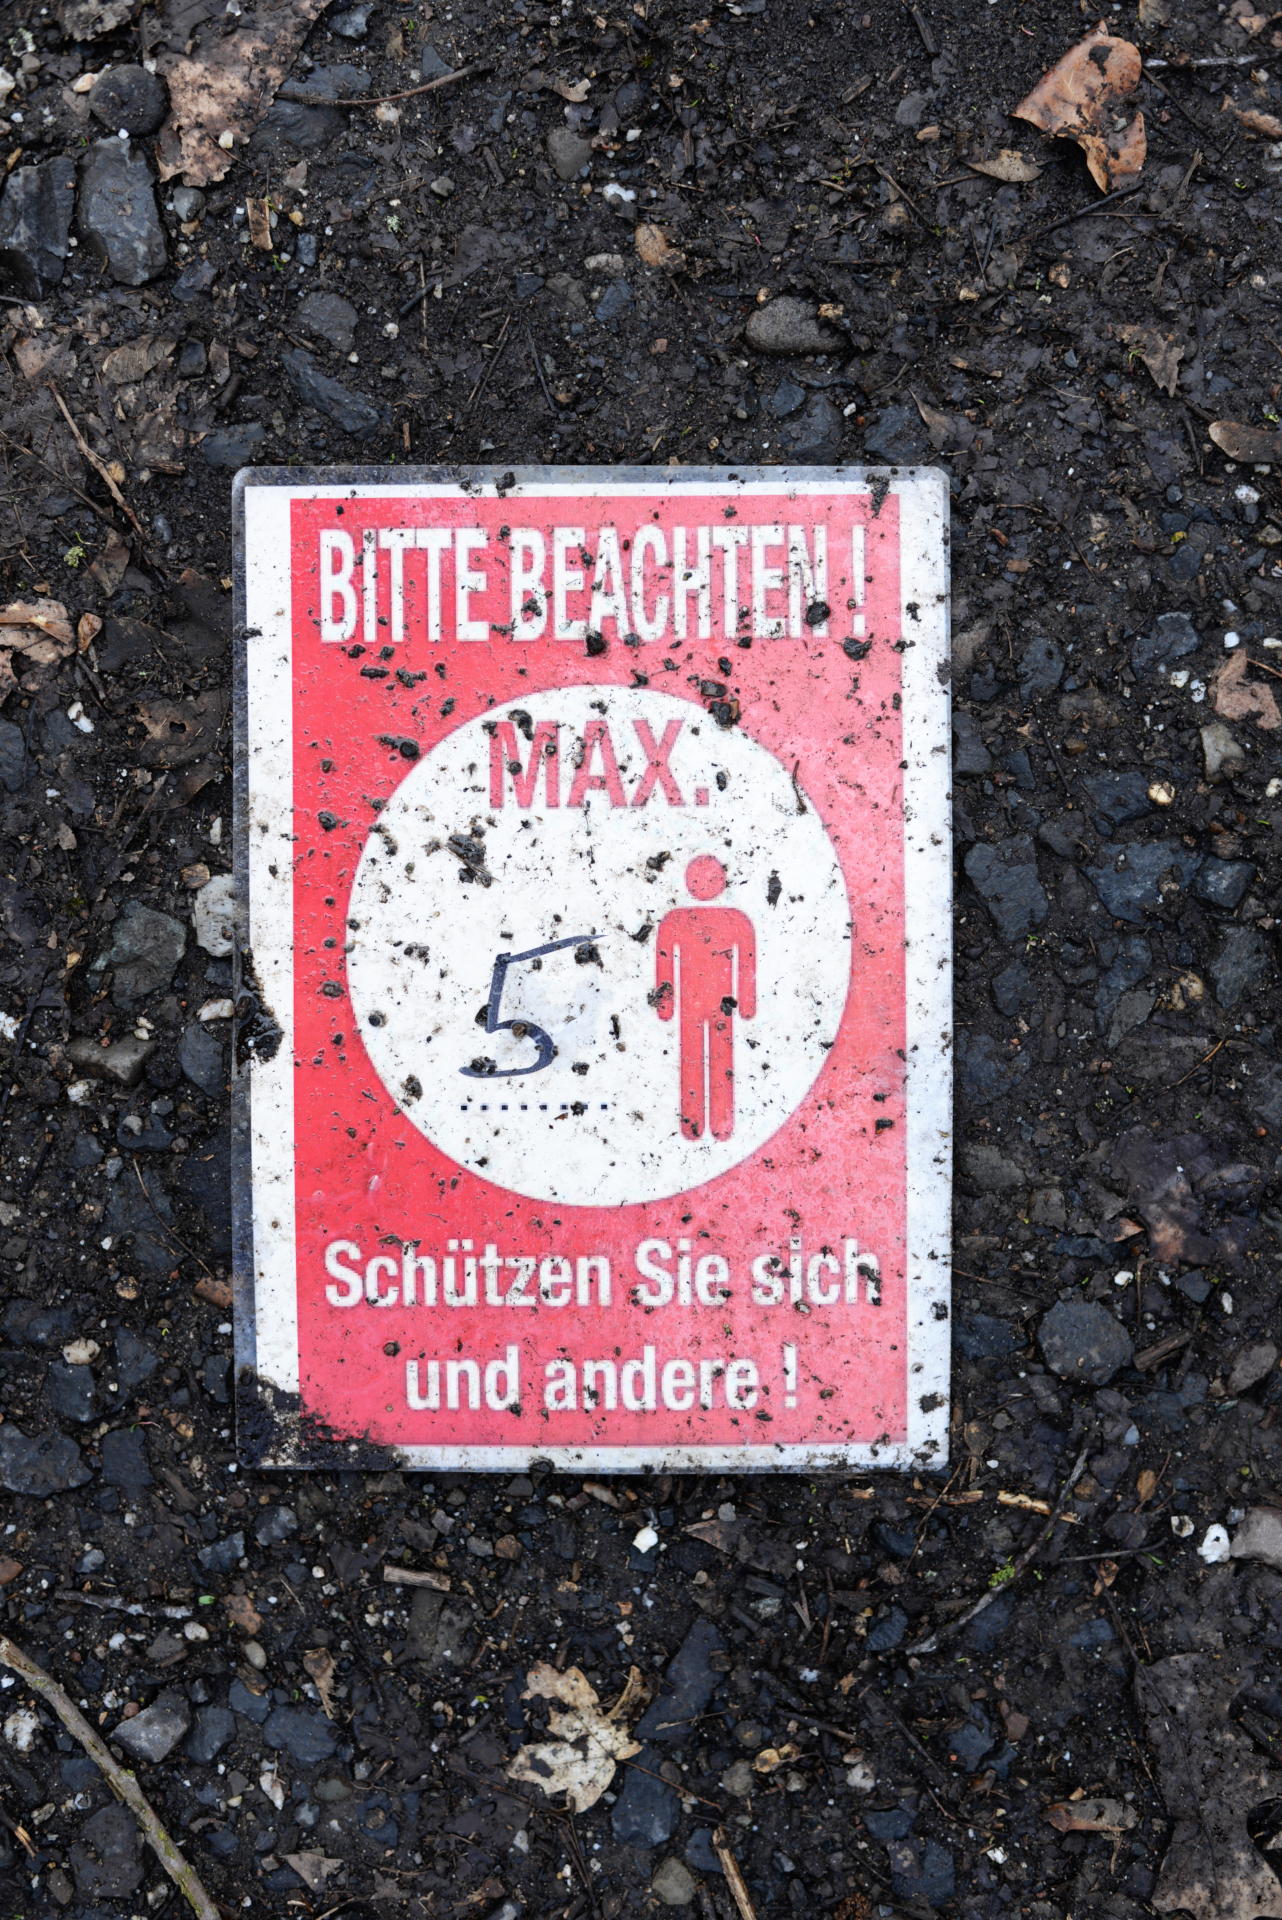 BITTE BEACHTEN !
MAX.
5
Schützen Sie sich
und andere !